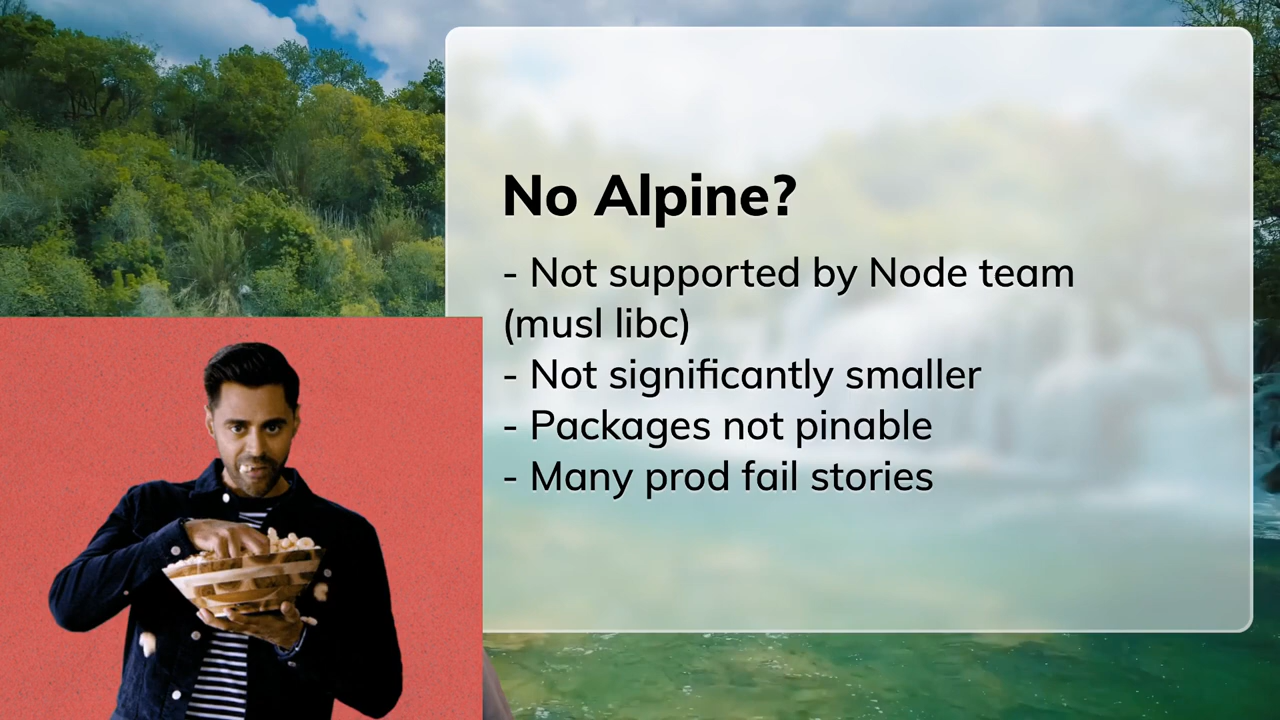 No Alpine?
- Not supported by Node team
(musl libc)
- Not significantly smaller
- Packages not pinable
- Many prod fail stories